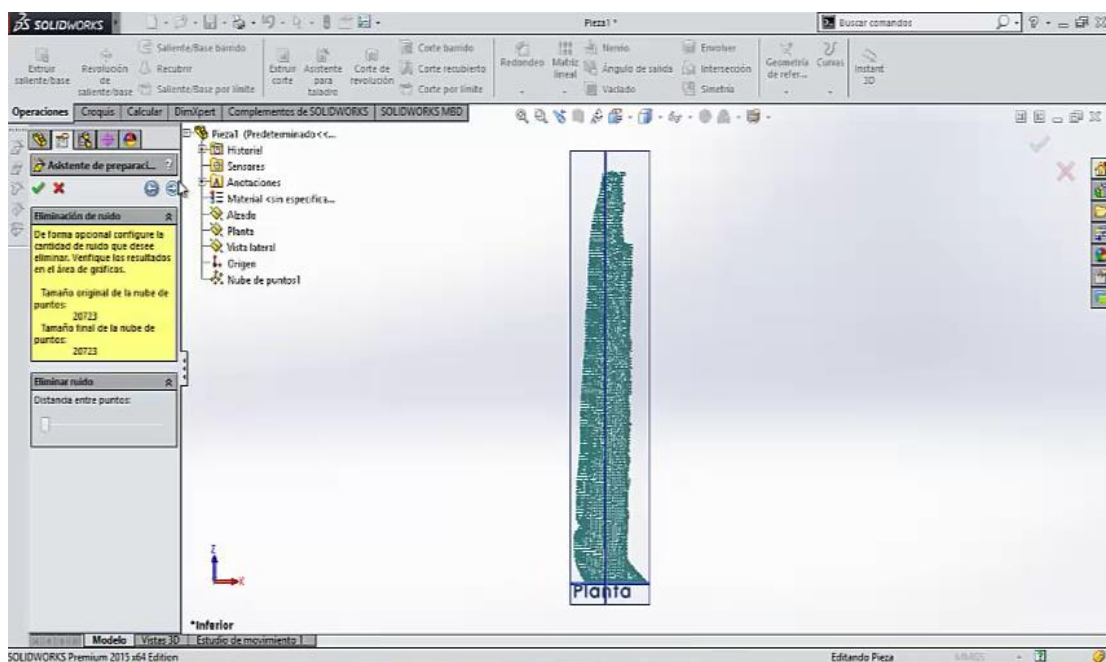 SOLIDWORKS
Pieza1 *
Buscar comandos
Extruir saliente/base
Revolución de saliente/base
Saliente/Base barrido
Recubrir
Saliente/Base por límite
Extruir corte
Asistente para taladro
Corte de revolución
Corte barrido
Corte recubierto
Corte por límite
Redondeo
Matriz lineal
Nervio
Ángulo de salida
Vaciado
Envolver
Intersección
Simetría
Geometría de refer...
Curvas
Instant 3D
Operaciones
Croquis
Calcular
DimXpert
Complementos de SOLIDWORKS
SOLIDWORKS MBD
Asistente de preparaci...
?
Eliminación de ruido
De forma opcional configure la
cantidad de ruido que desee
eliminar. Verifique los resultados
en el área de gráficas.
Tamaño original de la nube de
puntos:
20723
Tamaño final de la nube de
puntos:
20723
Eliminar ruido
Distancia entre puntos:
Pieza1 (Predeterminado<<...
Historial
Sensores
Anotaciones
Material <sin especifica...
Alzado
Planta
Vista lateral
Origen
Nube de puntos1
Planta
Z
X
*Inferior
Modelo
Vistas 3D
Estudio de movimiento 1
SOLIDWORKS Premium 2015 x64 Edition
Editando Pieza
MMGS